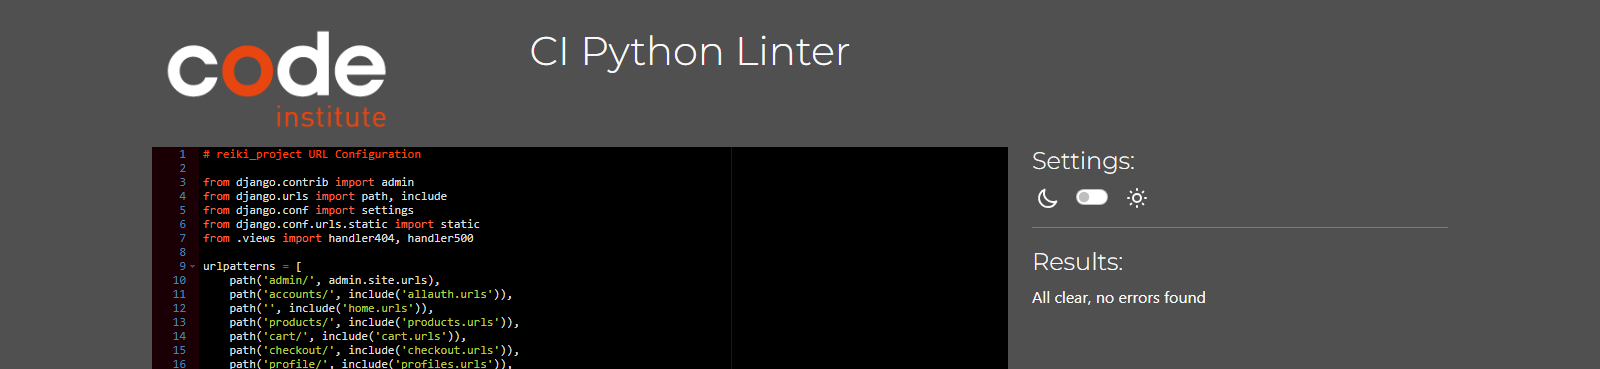 code
institute
CI Python Linter
1 # reiki_project URL Configuration
2
3 from django.contrib import admin
4 from django.urls import path, include
5 from django.conf import settings
6 from django.conf.urls.static import static
7 from .views import handler404, handler500
8
9 urlpatterns = [
10 path('admin/', admin.site.urls),
11 path('accounts/', include('allauth.urls')),
12 path('', include('home.urls')),
13 path('products/', include('products.urls')),
14 path('cart/', include('cart.urls')),
15 path('checkout/', include('checkout.urls')),
16 path('profile/', include('profiles.urls')),
Settings:
Results:
All clear, no errors found